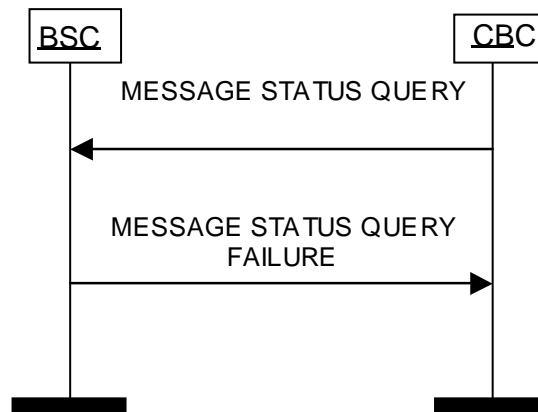 BSC
CBC
MESSAGE STATUS QUERY
MESSAGE STATUS QUERY
FAILURE